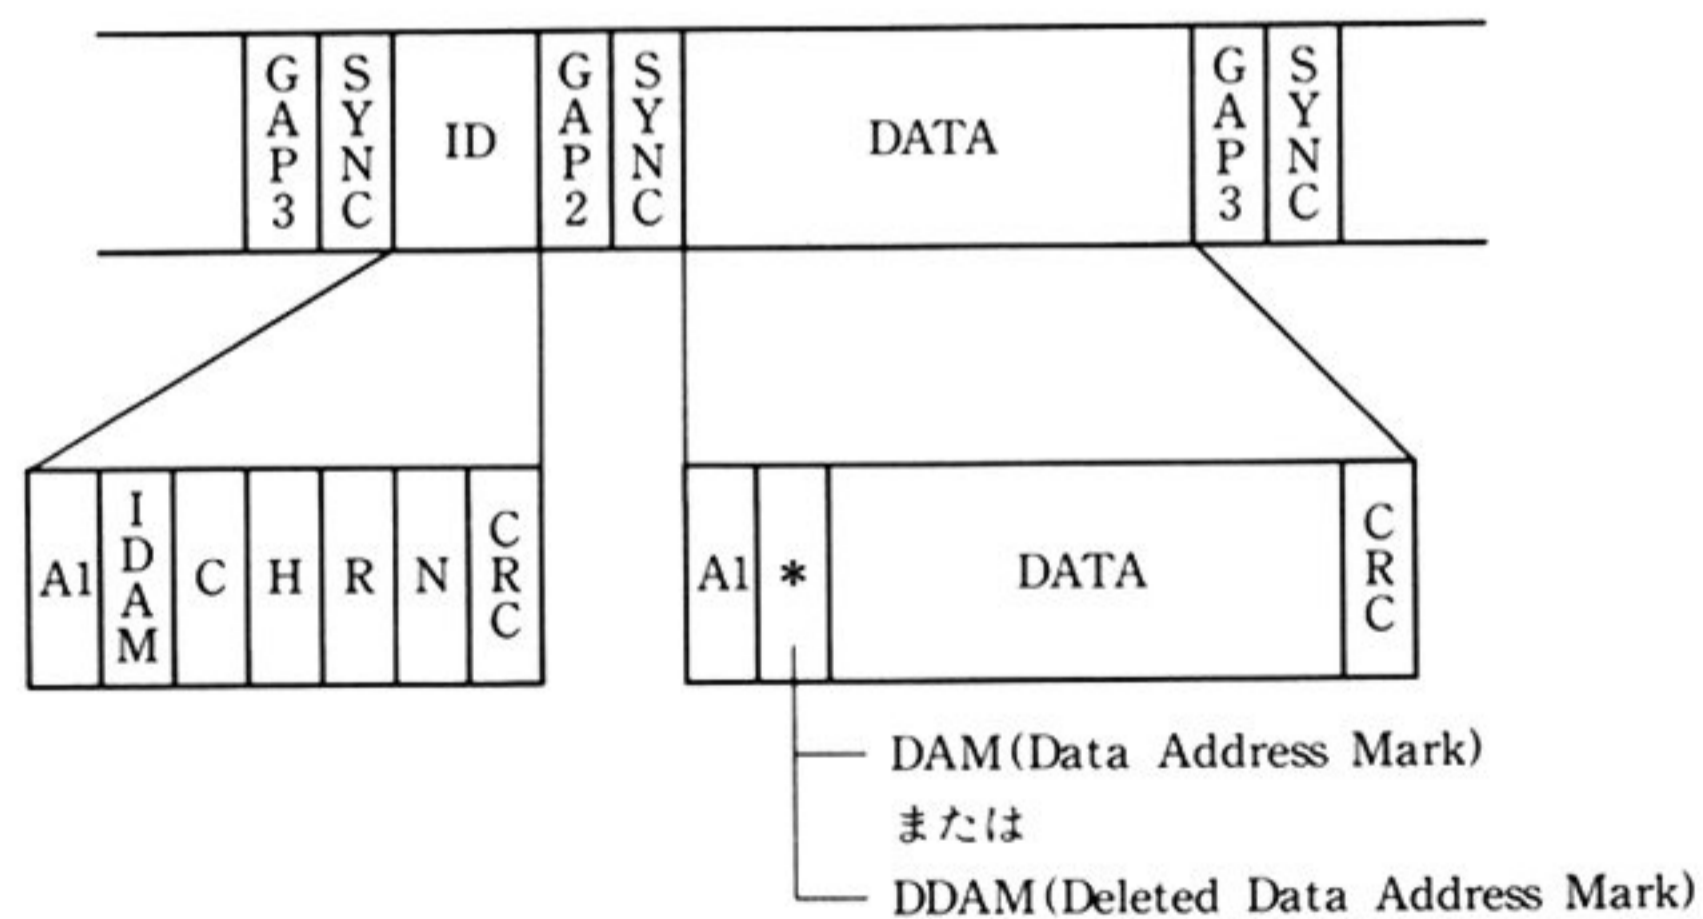 GAP3 SYNC ID GAP2 SYNC DATA GAP3 SYNC
A1 IDAM C H R N CRC A1 * DATA CRC
DAM(Data Address Mark)
または
DDAM(Deleted Data Address Mark)